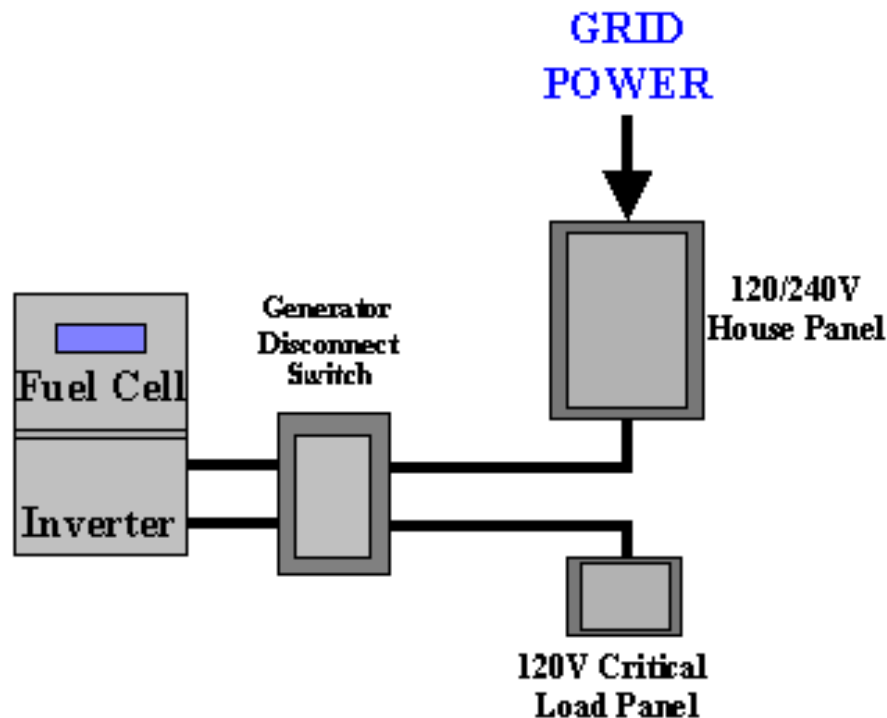 GRID
POWER
120/240V
House Panel
Generator
Disconnect
Switch
Fuel Cell
Inverter
120V Critical
Load Panel